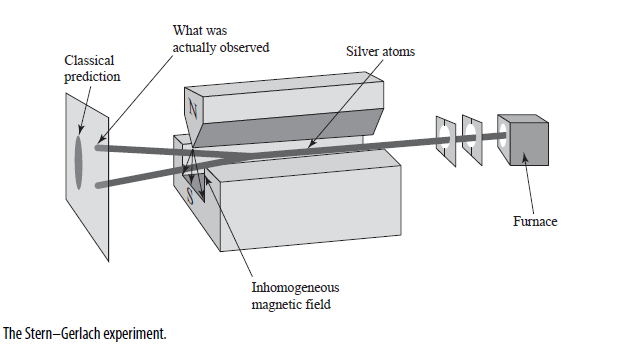 What was
actually observed
Classical
prediction
Silver atoms
N
S
Furnace
Inhomogeneous
magnetic field
The Stern–Gerlach experiment.